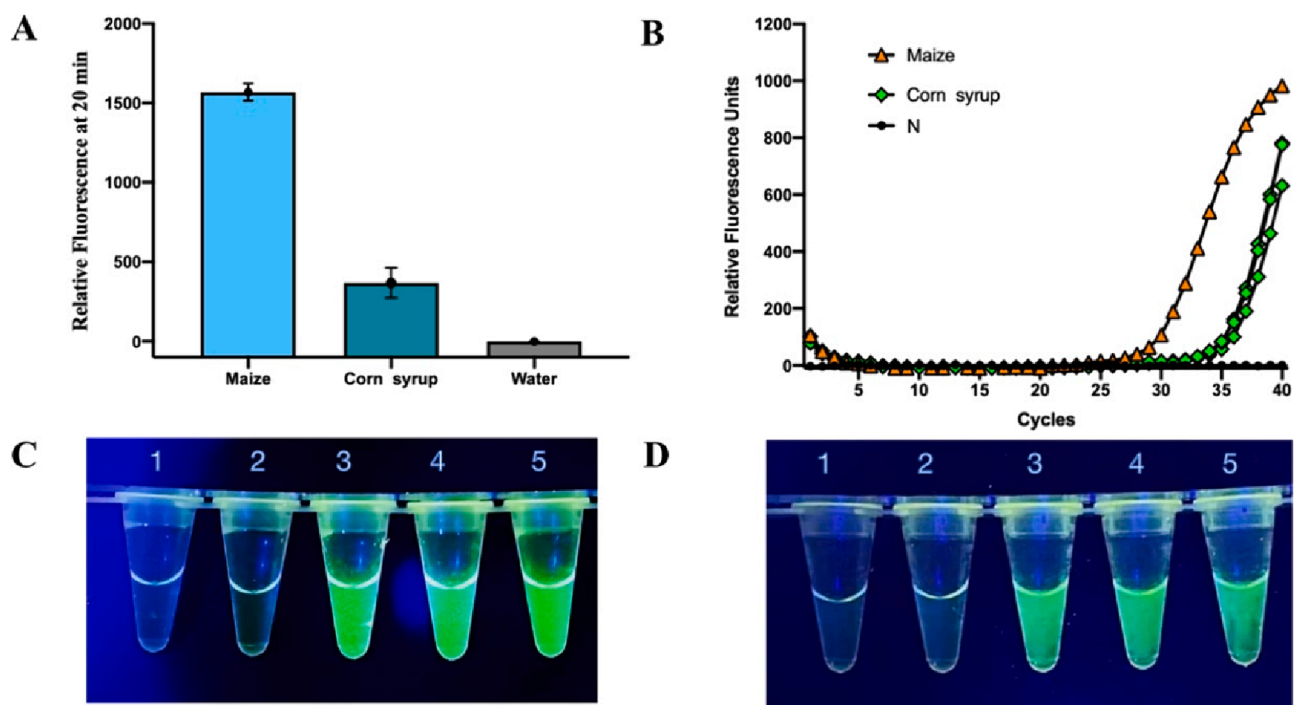 A
Relative Fluorescence at 20 min
2000
1500
1000
500
0
Maize Corn syrup Water
B
Relative Fluorescence Units
1200
1000
800
600
400
200
0
Maize
Corn syrup
N
5 10 15 20 25 30 35 40
Cycles
C
1 2 3 4 5
D
1 2 3 4 5